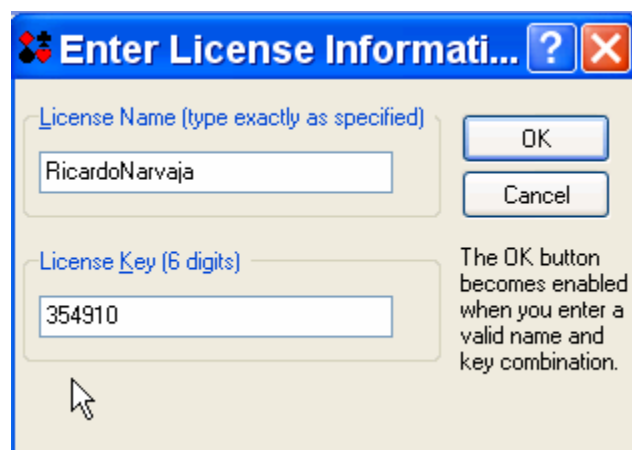 Enter License Informati...
License Name (type exactly as specified)
RicardoNarvaja
OK
Cancel
License Key (6 digits)
354910
The OK button
becomes enabled
when you enter a
valid name and
key combination.